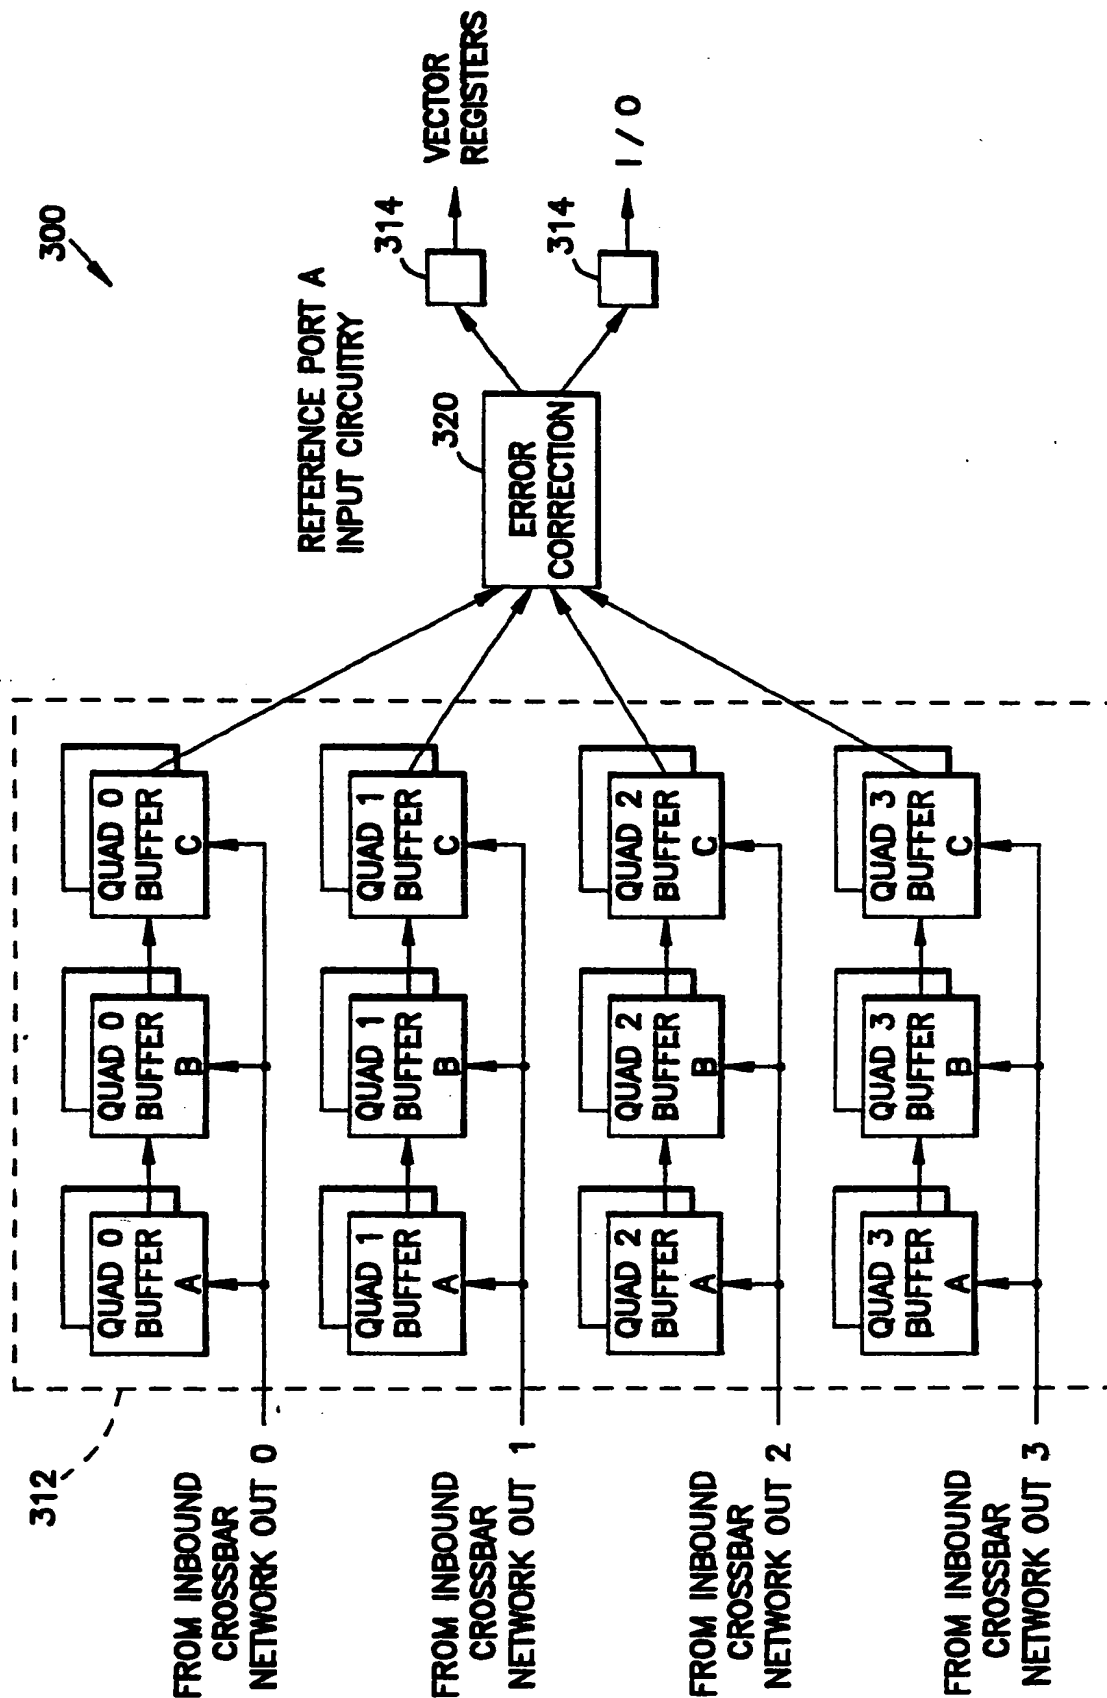 300
REFERENCE PORT A
INPUT CIRCUITRY
312
FROM INBOUND
CROSSBAR
NETWORK OUT 0
QUAD 0
BUFFER
A
QUAD 0
BUFFER
B
QUAD 0
BUFFER
C
FROM INBOUND
CROSSBAR
NETWORK OUT 1
QUAD 1
BUFFER
A
QUAD 1
BUFFER
B
QUAD 1
BUFFER
C
FROM INBOUND
CROSSBAR
NETWORK OUT 2
QUAD 2
BUFFER
A
QUAD 2
BUFFER
B
QUAD 2
BUFFER
C
FROM INBOUND
CROSSBAR
NETWORK OUT 3
QUAD 3
BUFFER
A
QUAD 3
BUFFER
B
QUAD 3
BUFFER
C
320
ERROR
CORRECTION
314
VECTOR
REGISTERS
314
I / O